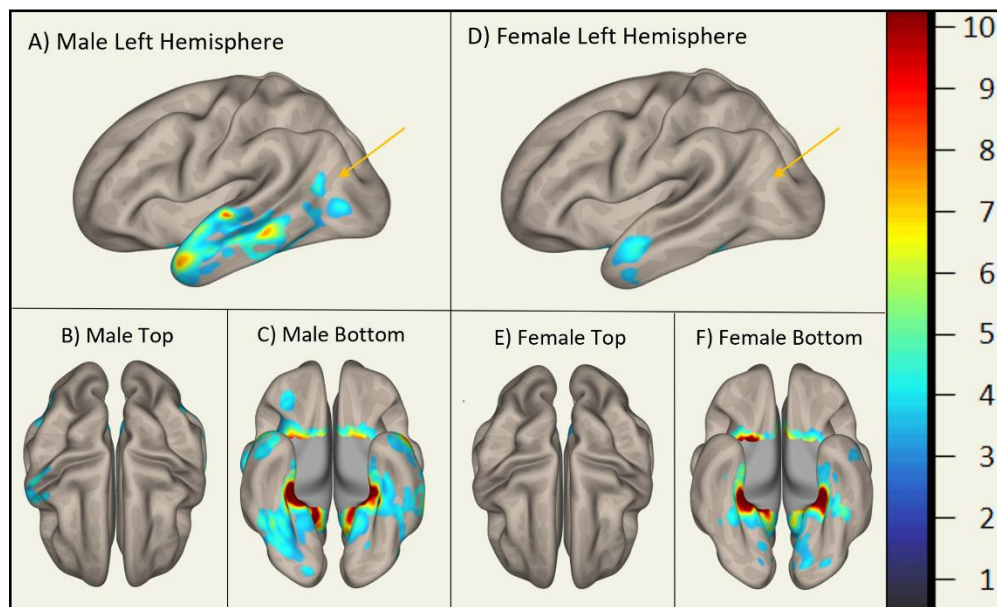 A) Male Left Hemisphere
D) Female Left Hemisphere
B) Male Top
C) Male Bottom
E) Female Top
F) Female Bottom
10
9
8
7
6
5
4
3
2
1